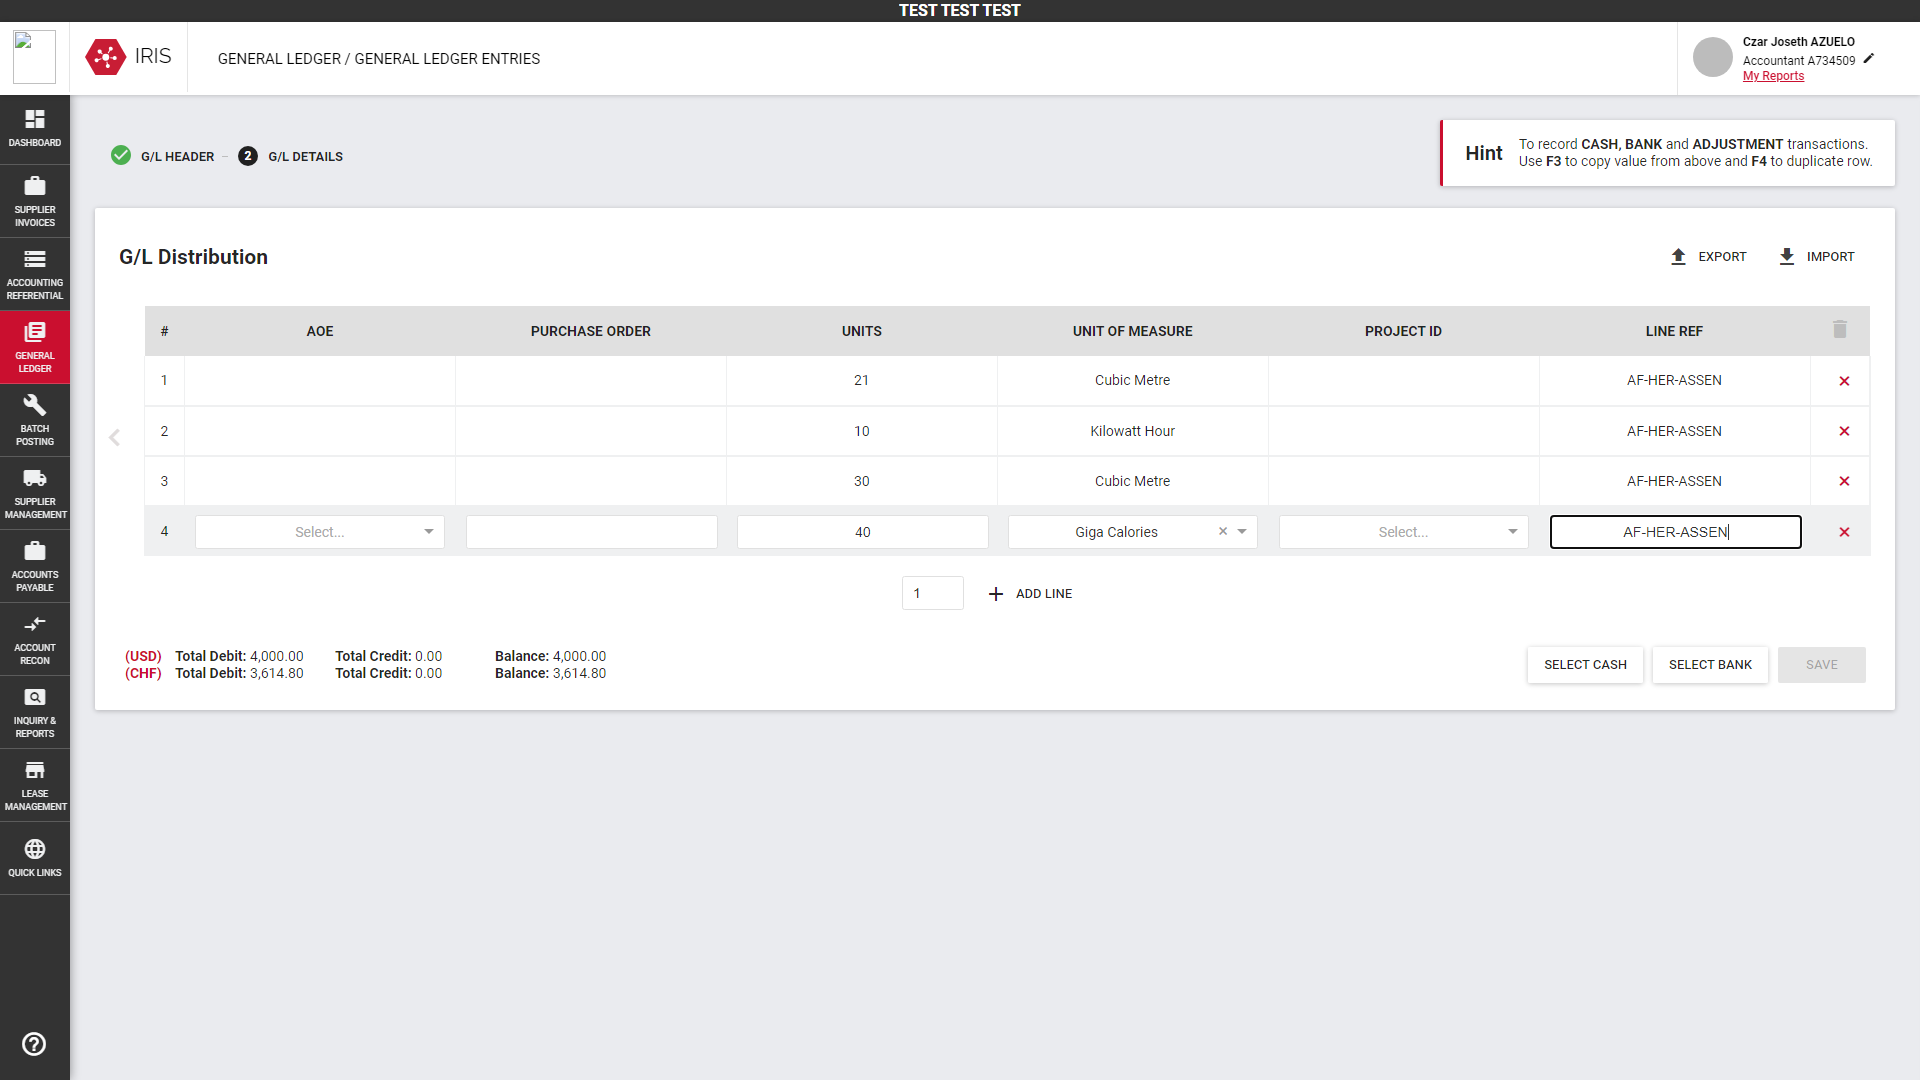 TEST TEST TEST
IRIS
GENERAL LEDGER / GENERAL LEDGER ENTRIES
Czar Joseth AZUELO
Accountant A734509
My Reports
DASHBOARD
SUPPLIER
INVOICES
ACCOUNTING
REFERENTIAL
GENERAL
LEDGER
BATCH
POSTING
SUPPLIER
MANAGEMENT
ACCOUNTS
PAYABLE
ACCOUNT
RECON
INQUIRY &
REPORTS
LEASE
MANAGEMENT
QUICK LINKS
G/L HEADER – 2 G/L DETAILS
Hint
To record CASH, BANK and ADJUSTMENT transactions.
Use F3 to copy value from above and F4 to duplicate row.
G/L Distribution
EXPORT IMPORT
# AOE PURCHASE ORDER UNITS UNIT OF MEASURE PROJECT ID LINE REF
1 21 Cubic Metre AF-HER-ASSEN
2 10 Kilowatt Hour AF-HER-ASSEN
3 30 Cubic Metre AF-HER-ASSEN
4 Select... 40 Giga Calories Select... AF-HER-ASSEN
1 ADD LINE
(USD) Total Debit: 4,000.00 Total Credit: 0.00 Balance: 4,000.00
(CHF) Total Debit: 3,614.80 Total Credit: 0.00 Balance: 3,614.80
SELECT CASH SELECT BANK SAVE